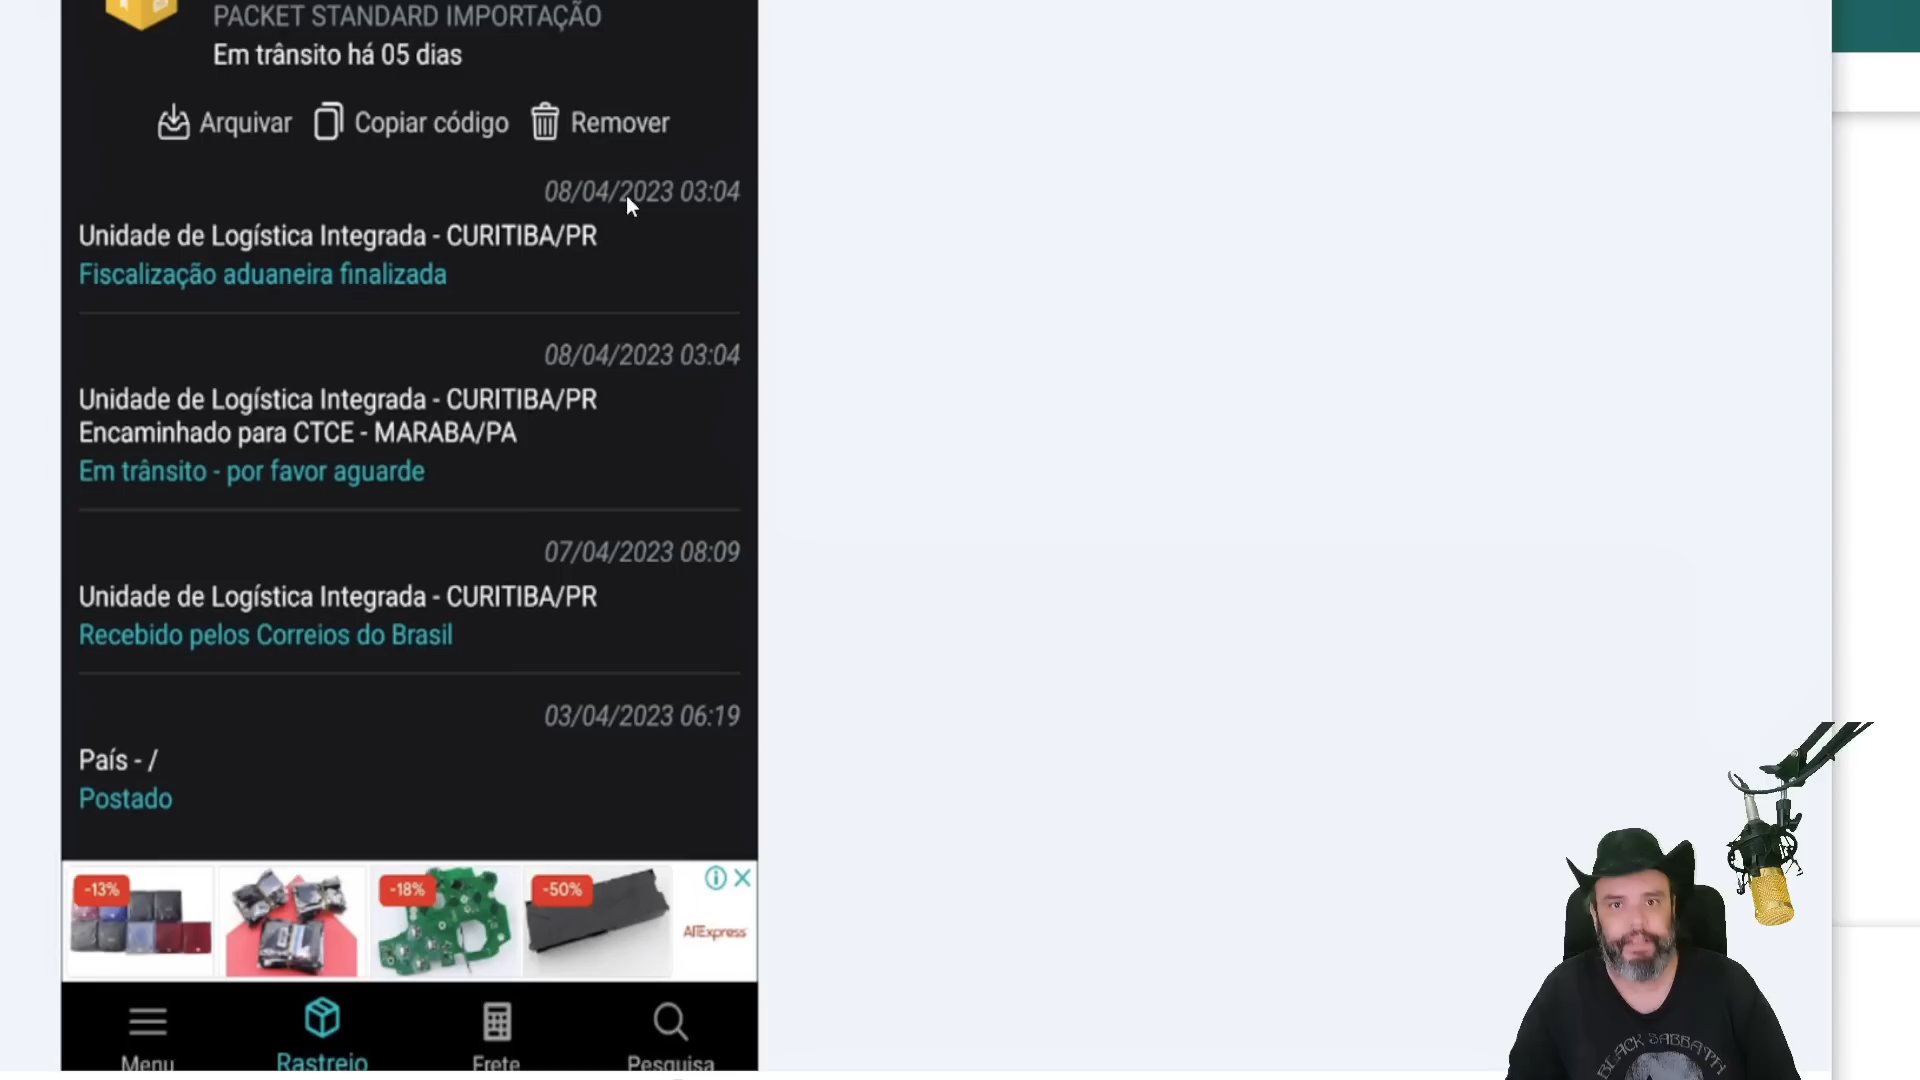 PACKET STANDARD IMPORTAÇÃO
Em trânsito há 05 dias
Arquivar Copiar código Remover
08/04/2023 03:04
Unidade de Logística Integrada - CURITIBA/PR
Fiscalização aduaneira finalizada
08/04/2023 03:04
Unidade de Logística Integrada - CURITIBA/PR
Encaminhado para CTCE - MARABA/PA
Em trânsito - por favor aguarde
07/04/2023 08:09
Unidade de Logística Integrada - CURITIBA/PR
Recebido pelos Correios do Brasil
03/04/2023 06:19
País - /
Postado
-13% -18% -50%
AliExpress
Menu Rastreio Frete Pesquisa
BLACK SABBATH